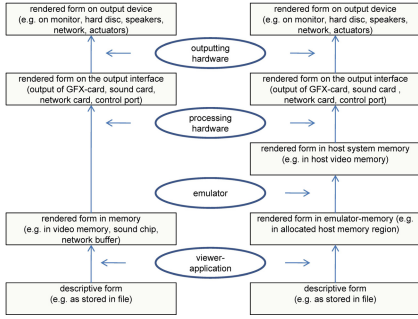 rendered form on output device
(e.g. on monitor, hard disc, speakers,
network, actuators)
rendered form on output device
(e.g. on monitor, hard disc, speakers,
network, actuators)
outputting
hardware
rendered form on the output interface
(output of GFX-card, sound card,
network card, control port)
rendered form on the output interface
(output of GFX-card, sound card ,
network card, control port)
processing
hardware
rendered form in host system memory
(e.g. in host video memory)
emulator
rendered form in memory
(e.g. in video memory, sound chip,
network buffer)
rendered form in emulator-memory (e.g.
in allocated host memory region)
viewer-
application
descriptive form
(e.g. as stored in file)
descriptive form
(e.g. as stored in file)